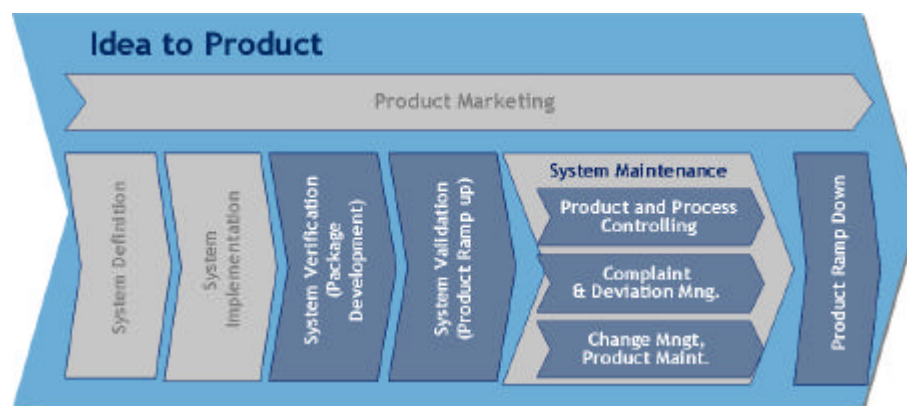 Idea to Product
Product Marketing
System Definition
System
Implementation
System Verification
(Package
Development)
System Validation
(Product Ramp up)
System Maintenance
Product and Process
Controlling
Complaint
& Deviation Mng.
Change Mngt,
Product Maint.
Product Ramp Down